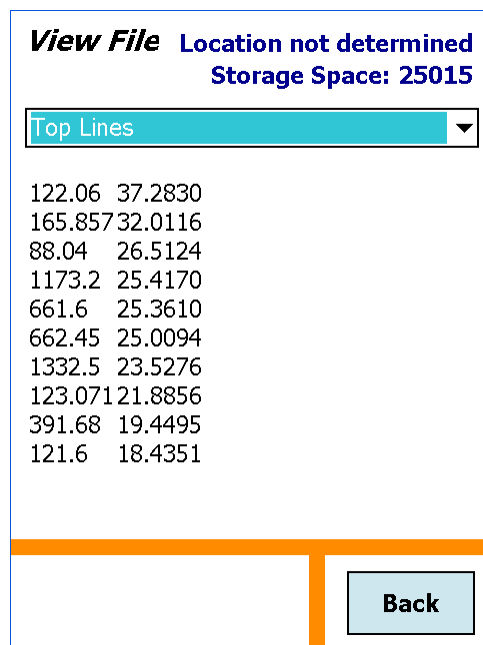 View File Location not determined
Storage Space: 25015
Top Lines
122.06 37.2830
165.857 32.0116
88.04 26.5124
1173.2 25.4170
661.6 25.3610
662.45 25.0094
1332.5 23.5276
123.071 21.8856
391.68 19.4495
121.6 18.4351
Back